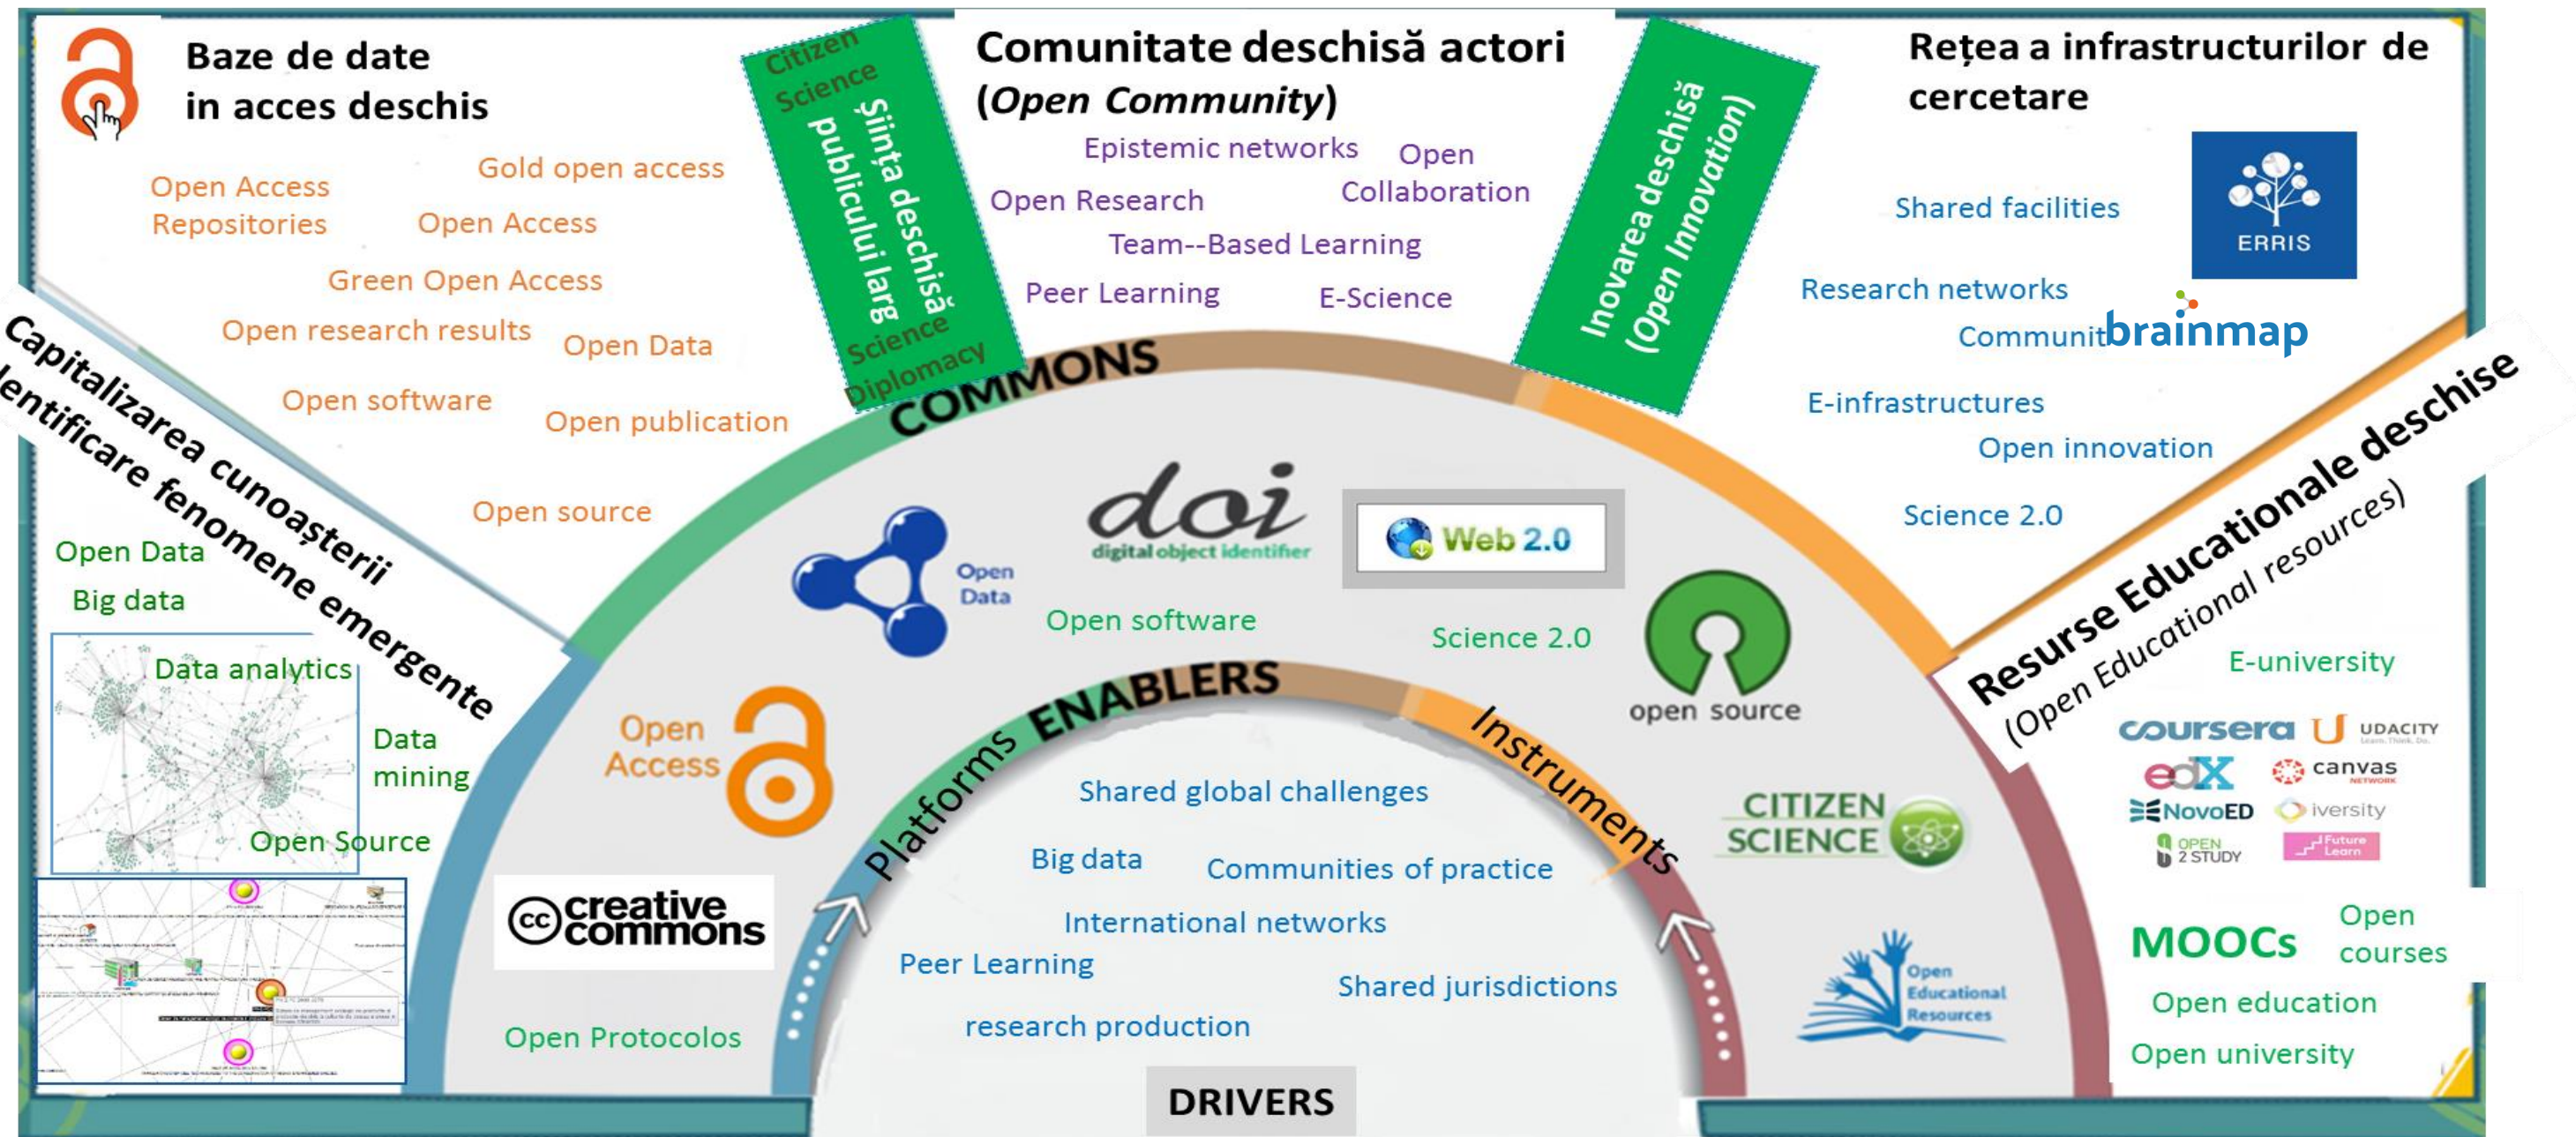 Baze de date
in acces deschis
Open Access
Repositories
Gold open access
Open Access
Green Open Access
Open research results
Open Data
Open software
Open publication
Open source
Citizen
Science
Șiința deschisă
publicului larg
Science
Diplomacy
Comunitate deschisă actori
(Open Community)
Epistemic networks
Open
Collaboration
Open Research
Team--Based Learning
Peer Learning
E-Science
Inovarea deschisă
(Open Innovation)
Rețea a infrastructurilor de
cercetare
Shared facilities
ERRIS
Research networks
Communit
brainmap
E-infrastructures
Open innovation
Science 2.0
Capitalizarea cunoașterii
dentificare fenomene emergente
Open Data
Big data
Data analytics
Data
mining
Open Source
Resurse Educationale deschise
(Open Educational resources)
E-university
coursera
UDACITY
Learn. Think. Do.
edX
canvas
NETWORK
NovoED
iversity
OPEN
2 STUDY
Future
Learn
MOOCs
Open
courses
Open education
Open university
COMMONS
doi
digital object identifier
Web 2.0
Open
Data
Open software
Science 2.0
open source
Open
Access
CITIZEN
SCIENCE
cc creative
commons
Open
Educational
Resources
Open Protocolos
Platforms
ENABLERS
Instruments
Shared global challenges
Big data
Communities of practice
International networks
Peer Learning
Shared jurisdictions
research production
DRIVERS